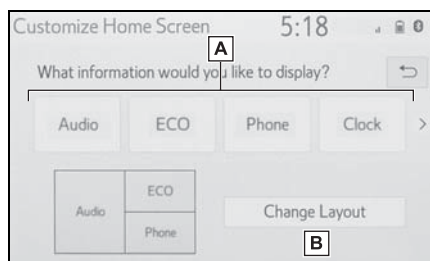 Customize Home Screen 5:18 0
A
What information would you like to display?
Audio ECO Phone Clock >
Audio ECO
Phone
Change Layout
B